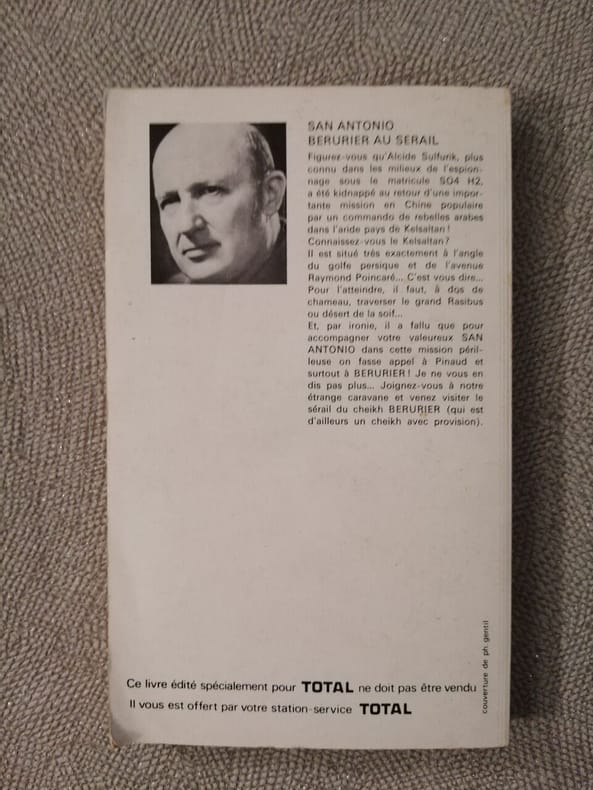 SAN ANTONIO
BERURIER AU SERAIL
Figurez-vous qu'Alcide Sulfurik, plus
connu dans les milieux de l'espion-
nage sous le matricule SO4 H2,
a été kidnappé au retour d'une impor-
tante mission en Chine populaire
par un commando de rebelles arabes
dans l'aride pays de Kelsaltan!
Connaissez-vous le Kelsaltan?
Il est situé très exactement à l'angle
du golfe persique et de l'avenue
Raymond Poincaré... C'est vous dire...
Pour l'atteindre, il faut, à dos de
chameau, traverser le grand Rasibus
ou désert de la soif...
Et, par ironie, il a fallu que pour
accompagner votre valeureux SAN
ANTONIO dans cette mission péril-
leuse on fasse appel à Pinaud et
surtout à BERURIER! Je ne vous en
dis pas plus... Joignez-vous à notre
étrange caravane et venez visiter le
sérail du cheikh BERURIER (qui est
d'ailleurs un cheikh avec provision).
couverture de ph. gentil
Ce livre édité spécialement pour TOTAL ne doit pas être vendu
Il vous est offert par votre station-service TOTAL